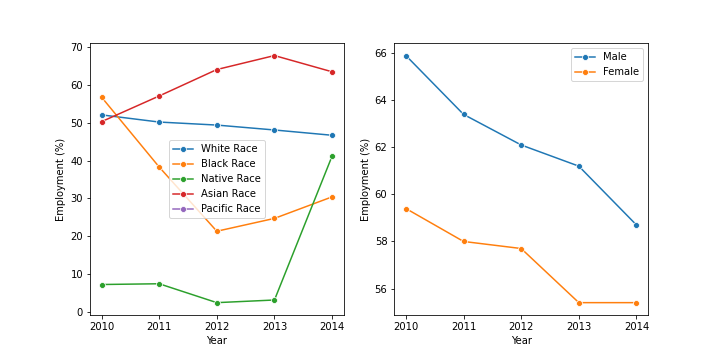 70
60
50
40
30
20
10
0
Employment (%)
2010 2011 2012 2013 2014
Year
White Race
Black Race
Native Race
Asian Race
Pacific Race
66
64
62
60
58
56
Employment (%)
2010 2011 2012 2013 2014
Year
Male
Female